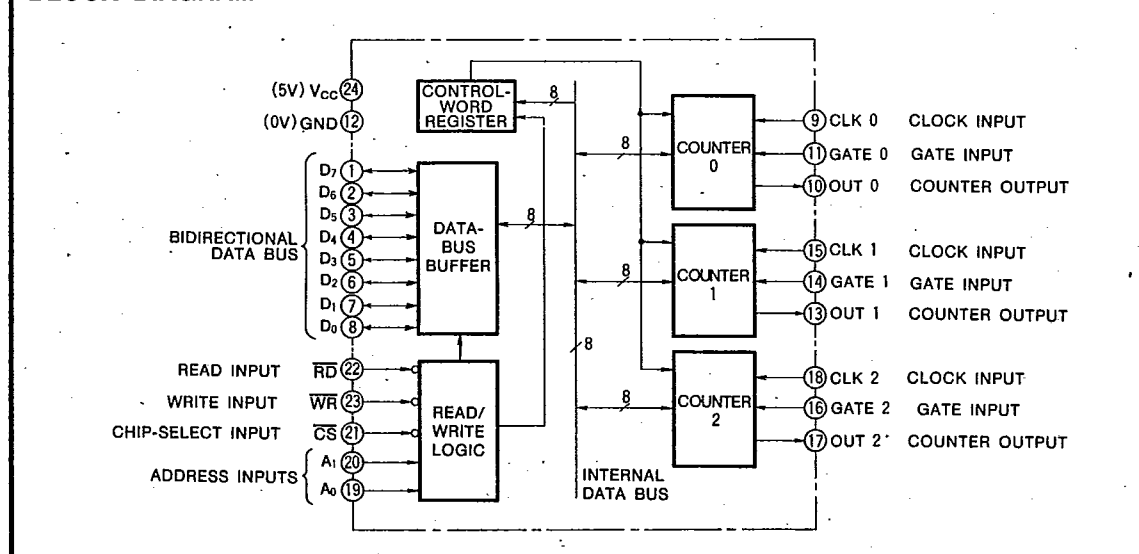 (5V) VCC 24
(0V) GND 12
BIDIRECTIONAL
DATA BUS
D7 1
D6 2
D5 3
D4 4
D3 5
D2 6
D1 7
D0 8
READ INPUT R̅D̅ 22
WRITE INPUT W̅R̅ 23
CHIP-SELECT INPUT C̅S̅ 21
ADDRESS INPUTS
A1 20
A0 19
CONTROL-
WORD
REGISTER
DATA-
BUS
BUFFER
READ/
WRITE
LOGIC
8
8
8
8
8
8
INTERNAL
DATA BUS
COUNTER
0
COUNTER
1
COUNTER
2
9 CLK 0 CLOCK INPUT
11 GATE 0 GATE INPUT
10 OUT 0 COUNTER OUTPUT
15 CLK 1 CLOCK INPUT
14 GATE 1 GATE INPUT
13 OUT 1 COUNTER OUTPUT
18 CLK 2 CLOCK INPUT
16 GATE 2 GATE INPUT
17 OUT 2 COUNTER OUTPUT